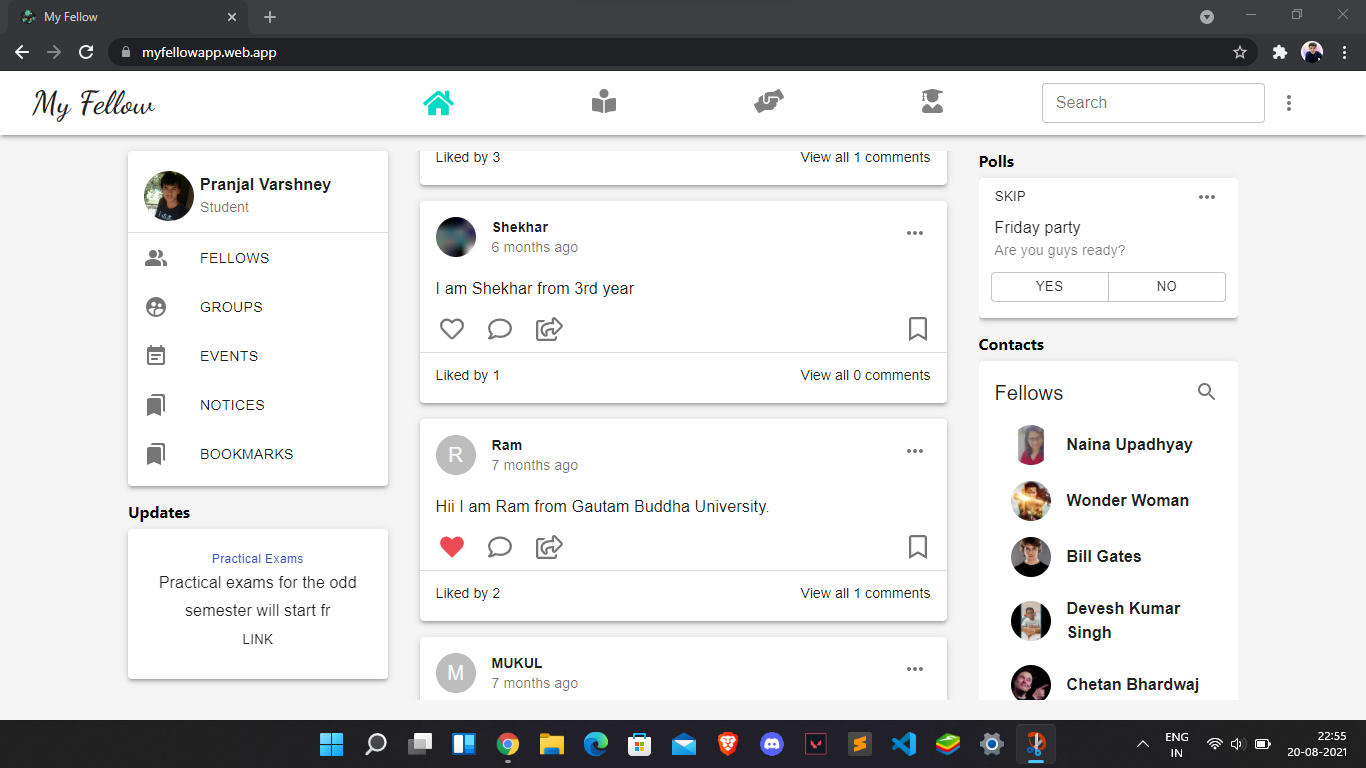 My Fellow
myfellowapp.web.app
My Fellow
Search
Pranjal Varshney
Student
FELLOWS
GROUPS
EVENTS
NOTICES
BOOKMARKS
Updates
Practical Exams
Practical exams for the odd
semester will start fr
LINK
Liked by 3
View all 1 comments
Shekhar
6 months ago
I am Shekhar from 3rd year
Liked by 1
View all 0 comments
R
Ram
7 months ago
Hii I am Ram from Gautam Buddha University.
Liked by 2
View all 1 comments
M
MUKUL
7 months ago
Polls
SKIP
Friday party
Are you guys ready?
YES
NO
Contacts
Fellows
Naina Upadhyay
Wonder Woman
Bill Gates
Devesh Kumar
Singh
Chetan Bhardwaj
ENG
IN
22:55
20-08-2021